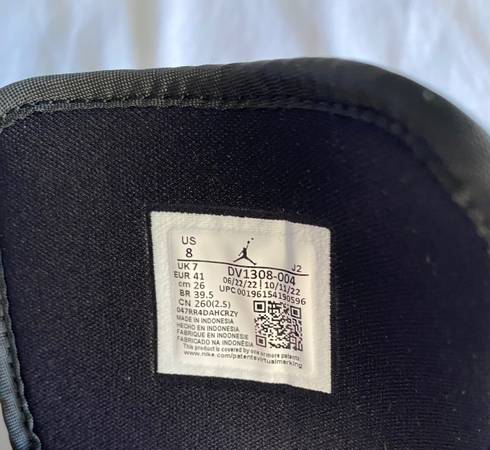 US
8
UK 7
EUR 41
cm 26
BR 39.5
CN 260(2.5)
J2
DV1308-004
06/22/22 | 10/11/22
UPC 00196154190596
047RR4DAHCRZY
MADE IN INDONESIA
HECHO EN INDONESIA
FABRIQUE EN INDONESIE
FABRICADO NA INDONÉSIA
This product is covered by one or more patents
www.nike.com/patentsvirtualmarking